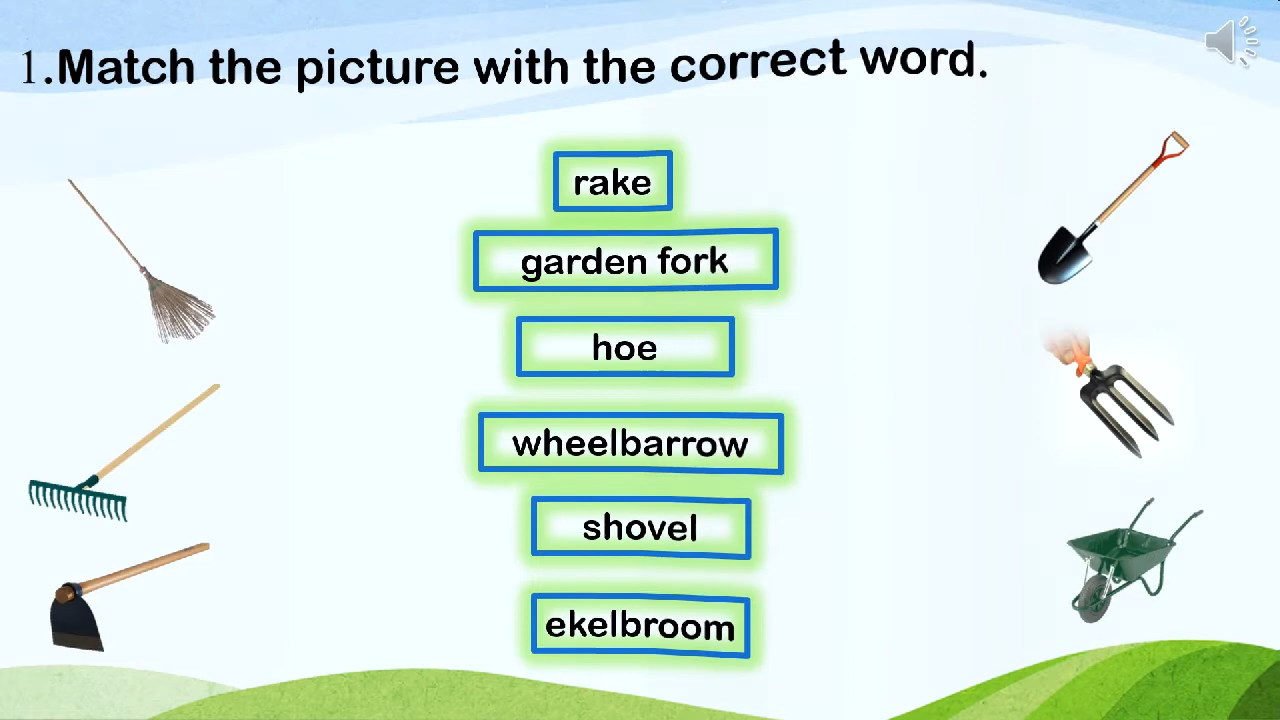 1.Match the picture with the correct word.
rake
garden fork
hoe
wheelbarrow
shovel
ekelbroom